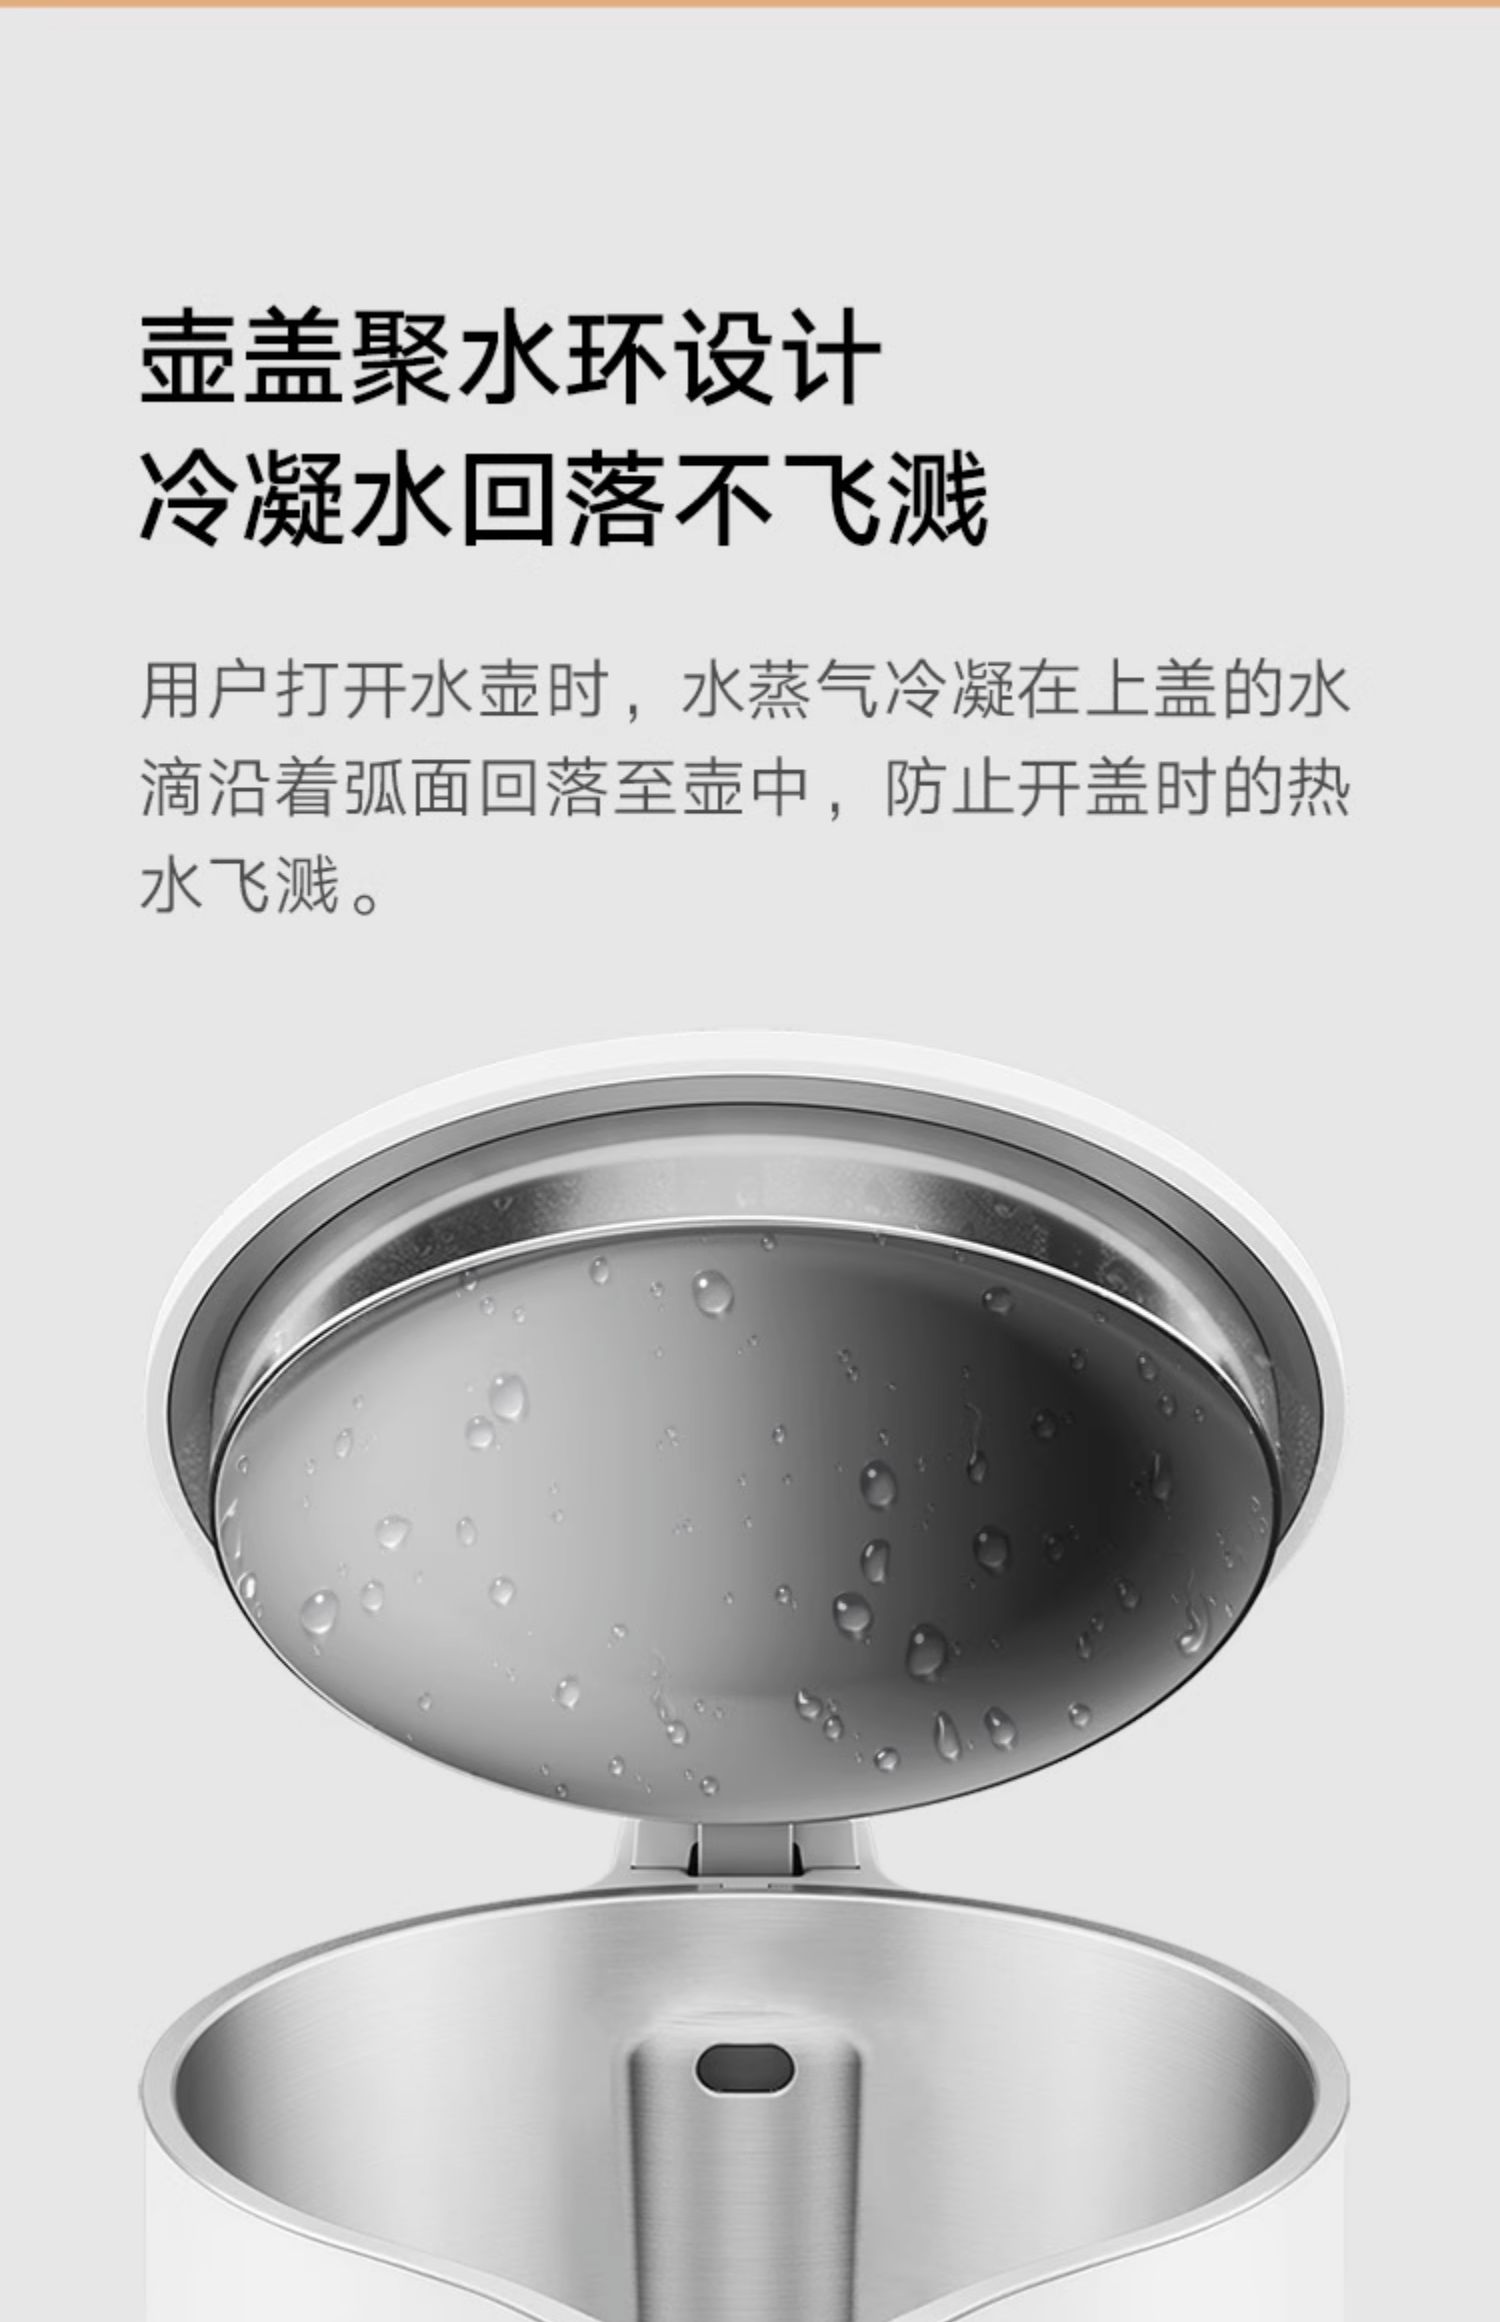 壶盖聚水环设计
冷凝水回落不飞溅
用户打开水壶时，水蒸气冷凝在上盖的水
滴沿着弧面回落至壶中，防止开盖时的热
水飞溅。